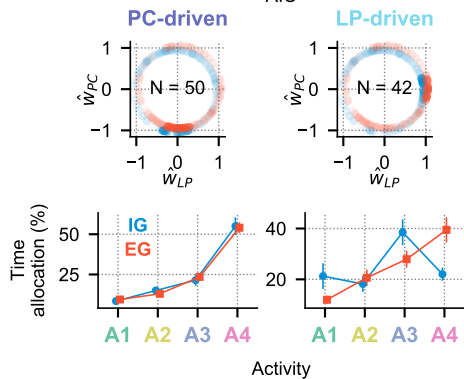 PC-driven LP-driven
1
0
−1
ŵPC
N = 50
−1 0 1
ŵLP
1
0
−1
ŵPC
N = 42
−1 0 1
ŵLP
Time
allocation (%)
50
25
IG
EG
A1 A2 A3 A4
40
20
A1 A2 A3 A4
Activity